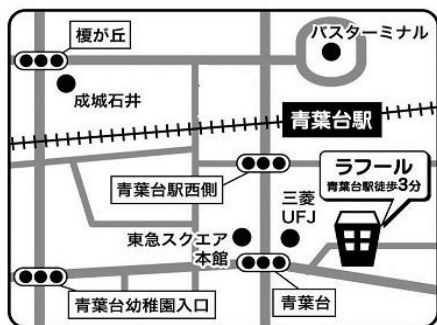 榎が丘
バスターミナル
成城石井
青葉台駅
ラフール
青葉台駅徒歩3分
青葉台駅西側
三菱
UFJ
東急スクエア
本館
青葉台幼稚園入口
青葉台